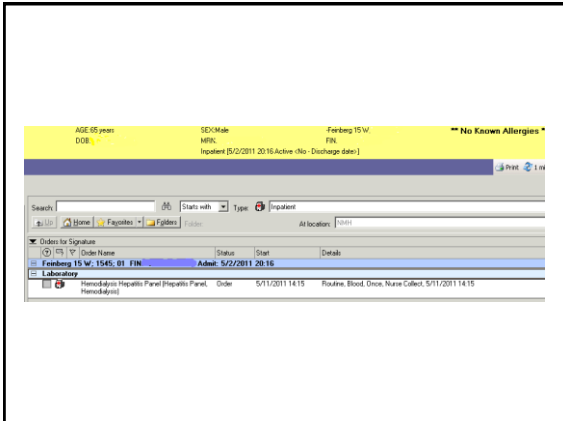 AGE:65 years SEX:Male -Feinberg 15 W, ** No Known Allergies *
DOB: MRN: FIN:
Inpatient [5/2/2011 20:16 Active <No - Discharge date>]
Print 1 mi
Search: Starts with Type: Inpatient
Up Home Favorites Folders Folder: At location: NMH
Orders for Signature
Order Name Status Start Details
Feinberg 15 W; 1545; 01 FIN: Admit: 5/2/2011 20:16
Laboratory
Hemodialysis Hepatitis Panel (Hepatitis Panel, Order 5/11/2011 14:15 Routine, Blood, Once, Nurse Collect, 5/11/2011 14:15
Hemodialysis)